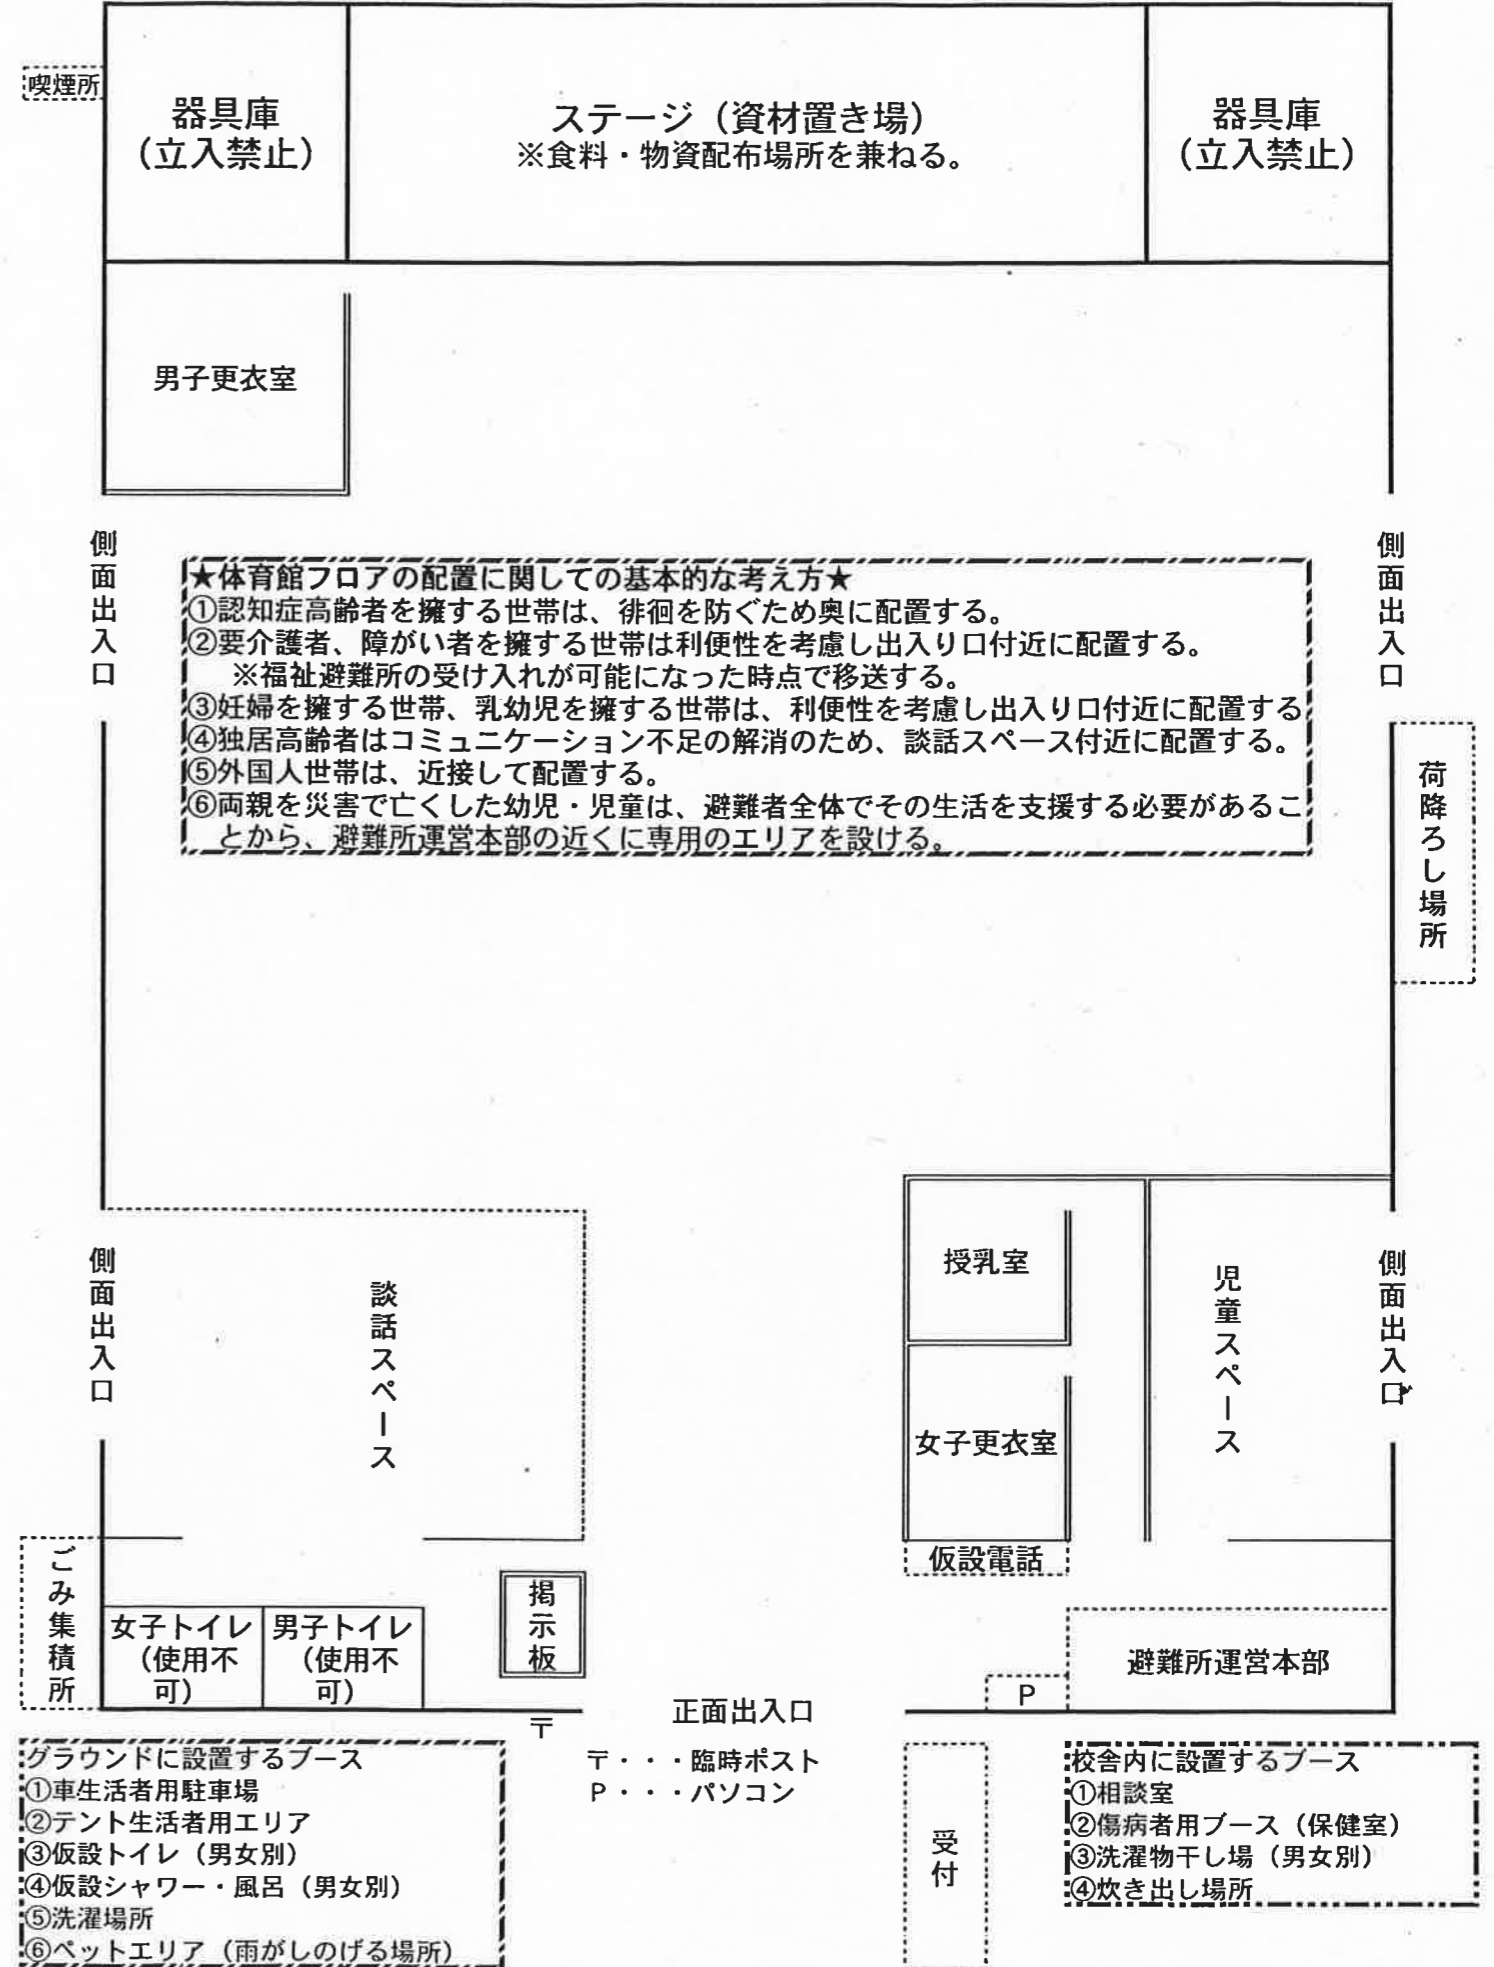 喫煙所
器具庫
（立入禁止）
ステージ（資材置き場）
※食料・物資配布場所を兼ねる。
器具庫
（立入禁止）
男子更衣室
側面出入口
側面出入口
★体育館フロアの配置に関しての基本的な考え方★
①認知症高齢者を擁する世帯は、徘徊を防ぐため奥に配置する。
②要介護者、障がい者を擁する世帯は利便性を考慮し出入り口付近に配置する。
※福祉避難所の受け入れが可能になった時点で移送する。
③妊婦を擁する世帯、乳幼児を擁する世帯は、利便性を考慮し出入り口付近に配置する
④独居高齢者はコミュニケーション不足の解消のため、談話スペース付近に配置する。
⑤外国人世帯は、近接して配置する。
⑥両親を災害で亡くした幼児・児童は、避難者全体でその生活を支援する必要があるこ
とから、避難所運営本部の近くに専用のエリアを設ける。
荷降ろし場所
側面出入口
談話スペース
授乳室
女子更衣室
児童スペース
側面出入口
仮設電話
ごみ集積所
女子トイレ
（使用不
可）
男子トイレ
（使用不
可）
掲示板
避難所運営本部
P
正面出入口
〒
〒・・・臨時ポスト
P・・・パソコン
受付
グラウンドに設置するブース
①車生活者用駐車場
②テント生活者用エリア
③仮設トイレ（男女別）
④仮設シャワー・風呂（男女別）
⑤洗濯場所
⑥ペットエリア（雨がしのげる場所）
校舎内に設置するブース
①相談室
②傷病者用ブース（保健室）
③洗濯物干し場（男女別）
④炊き出し場所